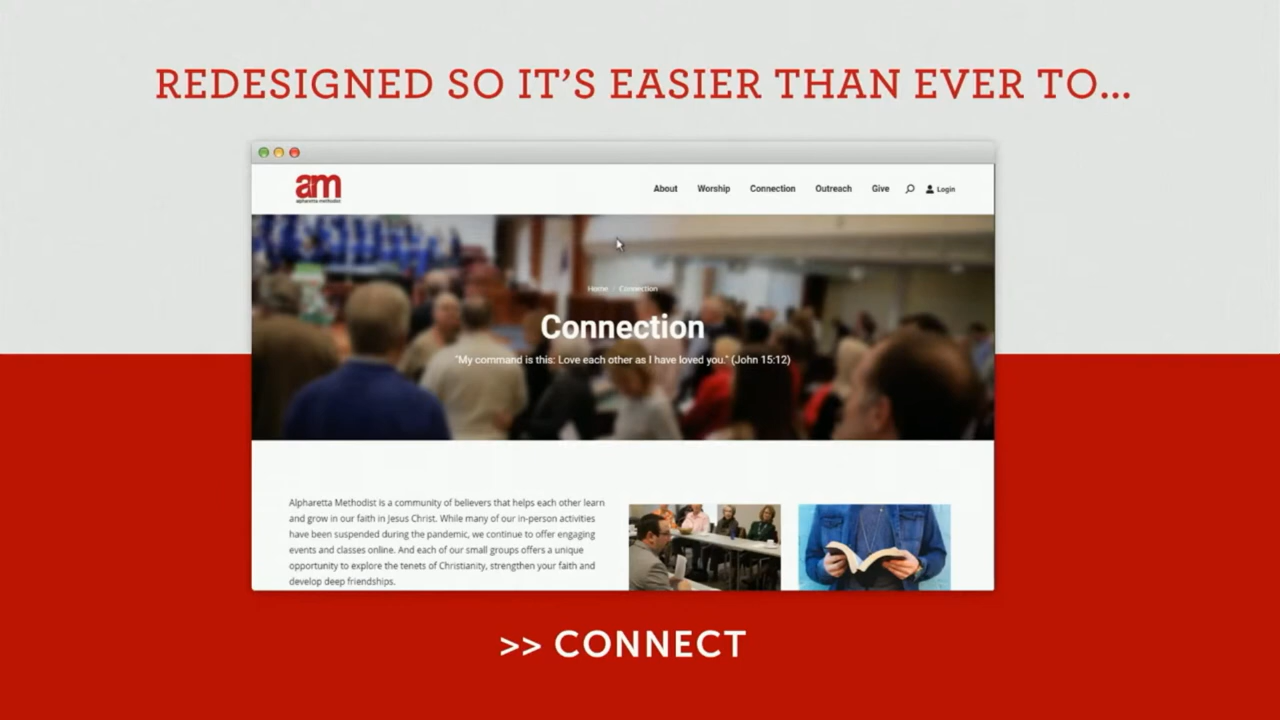 REDESIGNED SO IT'S EASIER THAN EVER TO...
am
alpharetta methodist
About Worship Connection Outreach Give Login
Home Connection
Connection
"My command is this: Love each other as I have loved you." (John 15:12)
Alpharetta Methodist is a community of believers that helps each other learn
and grow in our faith in Jesus Christ. While many of our in-person activities
have been suspended during the pandemic, we continue to offer engaging
events and classes online. And each of our small groups offers a unique
opportunity to explore the tenets of Christianity, strengthen your faith and
develop deep friendships.
>> CONNECT